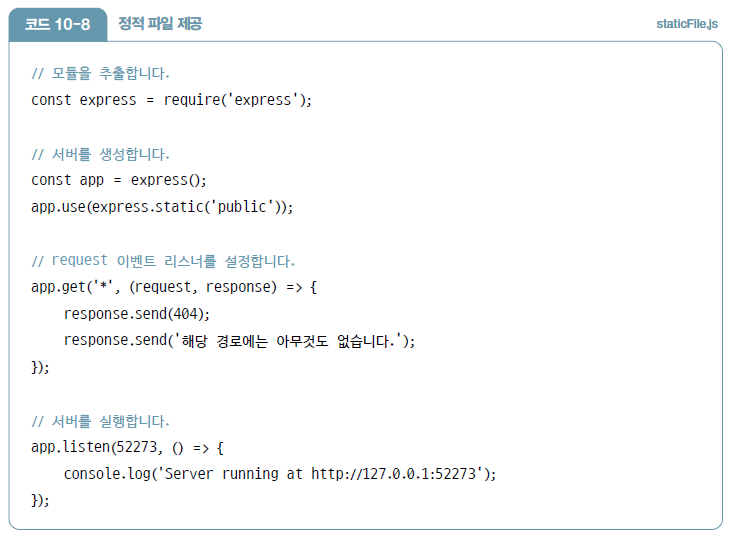 코드 10-8 정적 파일 제공 staticFile.js
// 모듈을 추출합니다.
const express = require('express');
// 서버를 생성합니다.
const app = express();
app.use(express.static('public'));
// request 이벤트 리스너를 설정합니다.
app.get('*', (request, response) => {
response.send(404);
response.send('해당 경로에는 아무것도 없습니다.');
});
// 서버를 실행합니다.
app.listen(52273, () => {
console.log('Server running at http://127.0.0.1:52273');
});